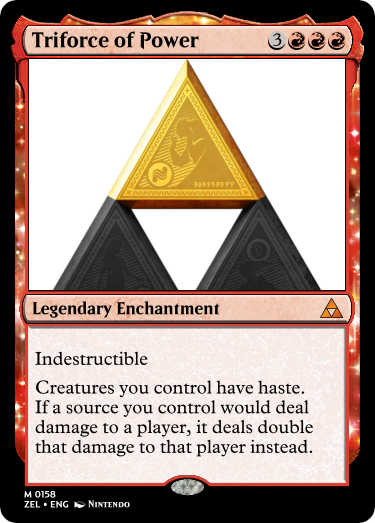 Triforce of Power 3
Legendary Enchantment
Indestructible
Creatures you control have haste.
If a source you control would deal
damage to a player, it deals double
that damage to that player instead.
M 0158
ZEL • ENG Nintendo